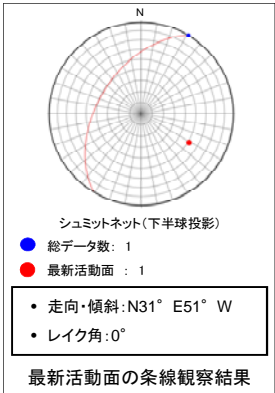 N
シュミットネット(下半球投影)
総データ数: 1
最新活動面 : 1
• 走向・傾斜:N31°E51°W
• レイク角:0°
最新活動面の条線観察結果